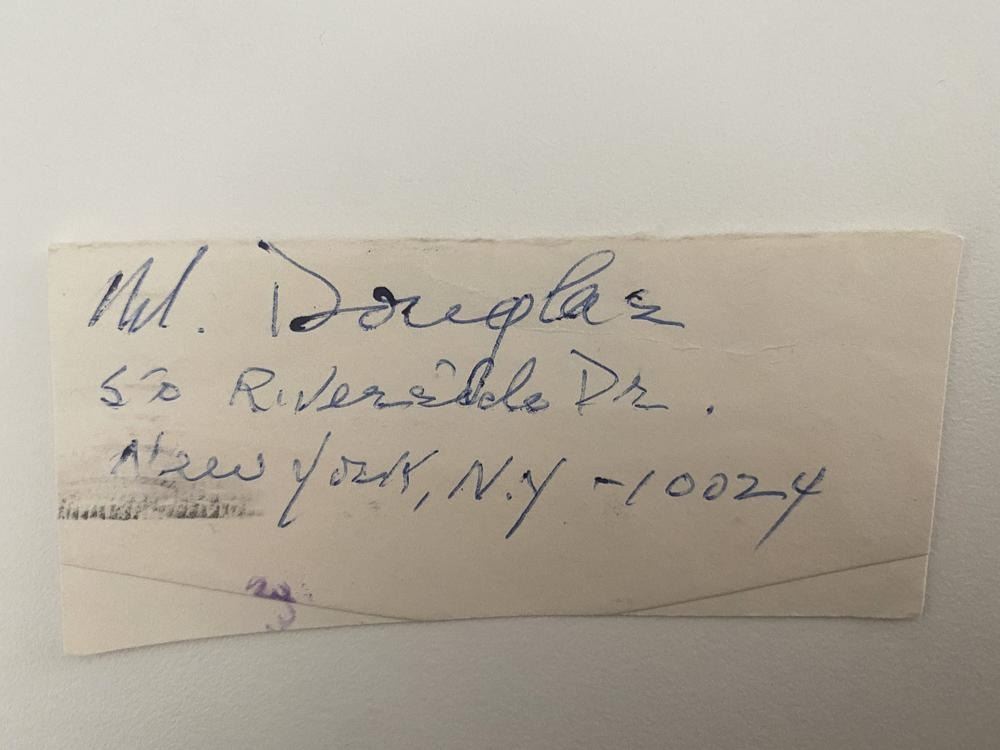 M. Douglas
50 Riverside Dr.
New York, N.Y -10024